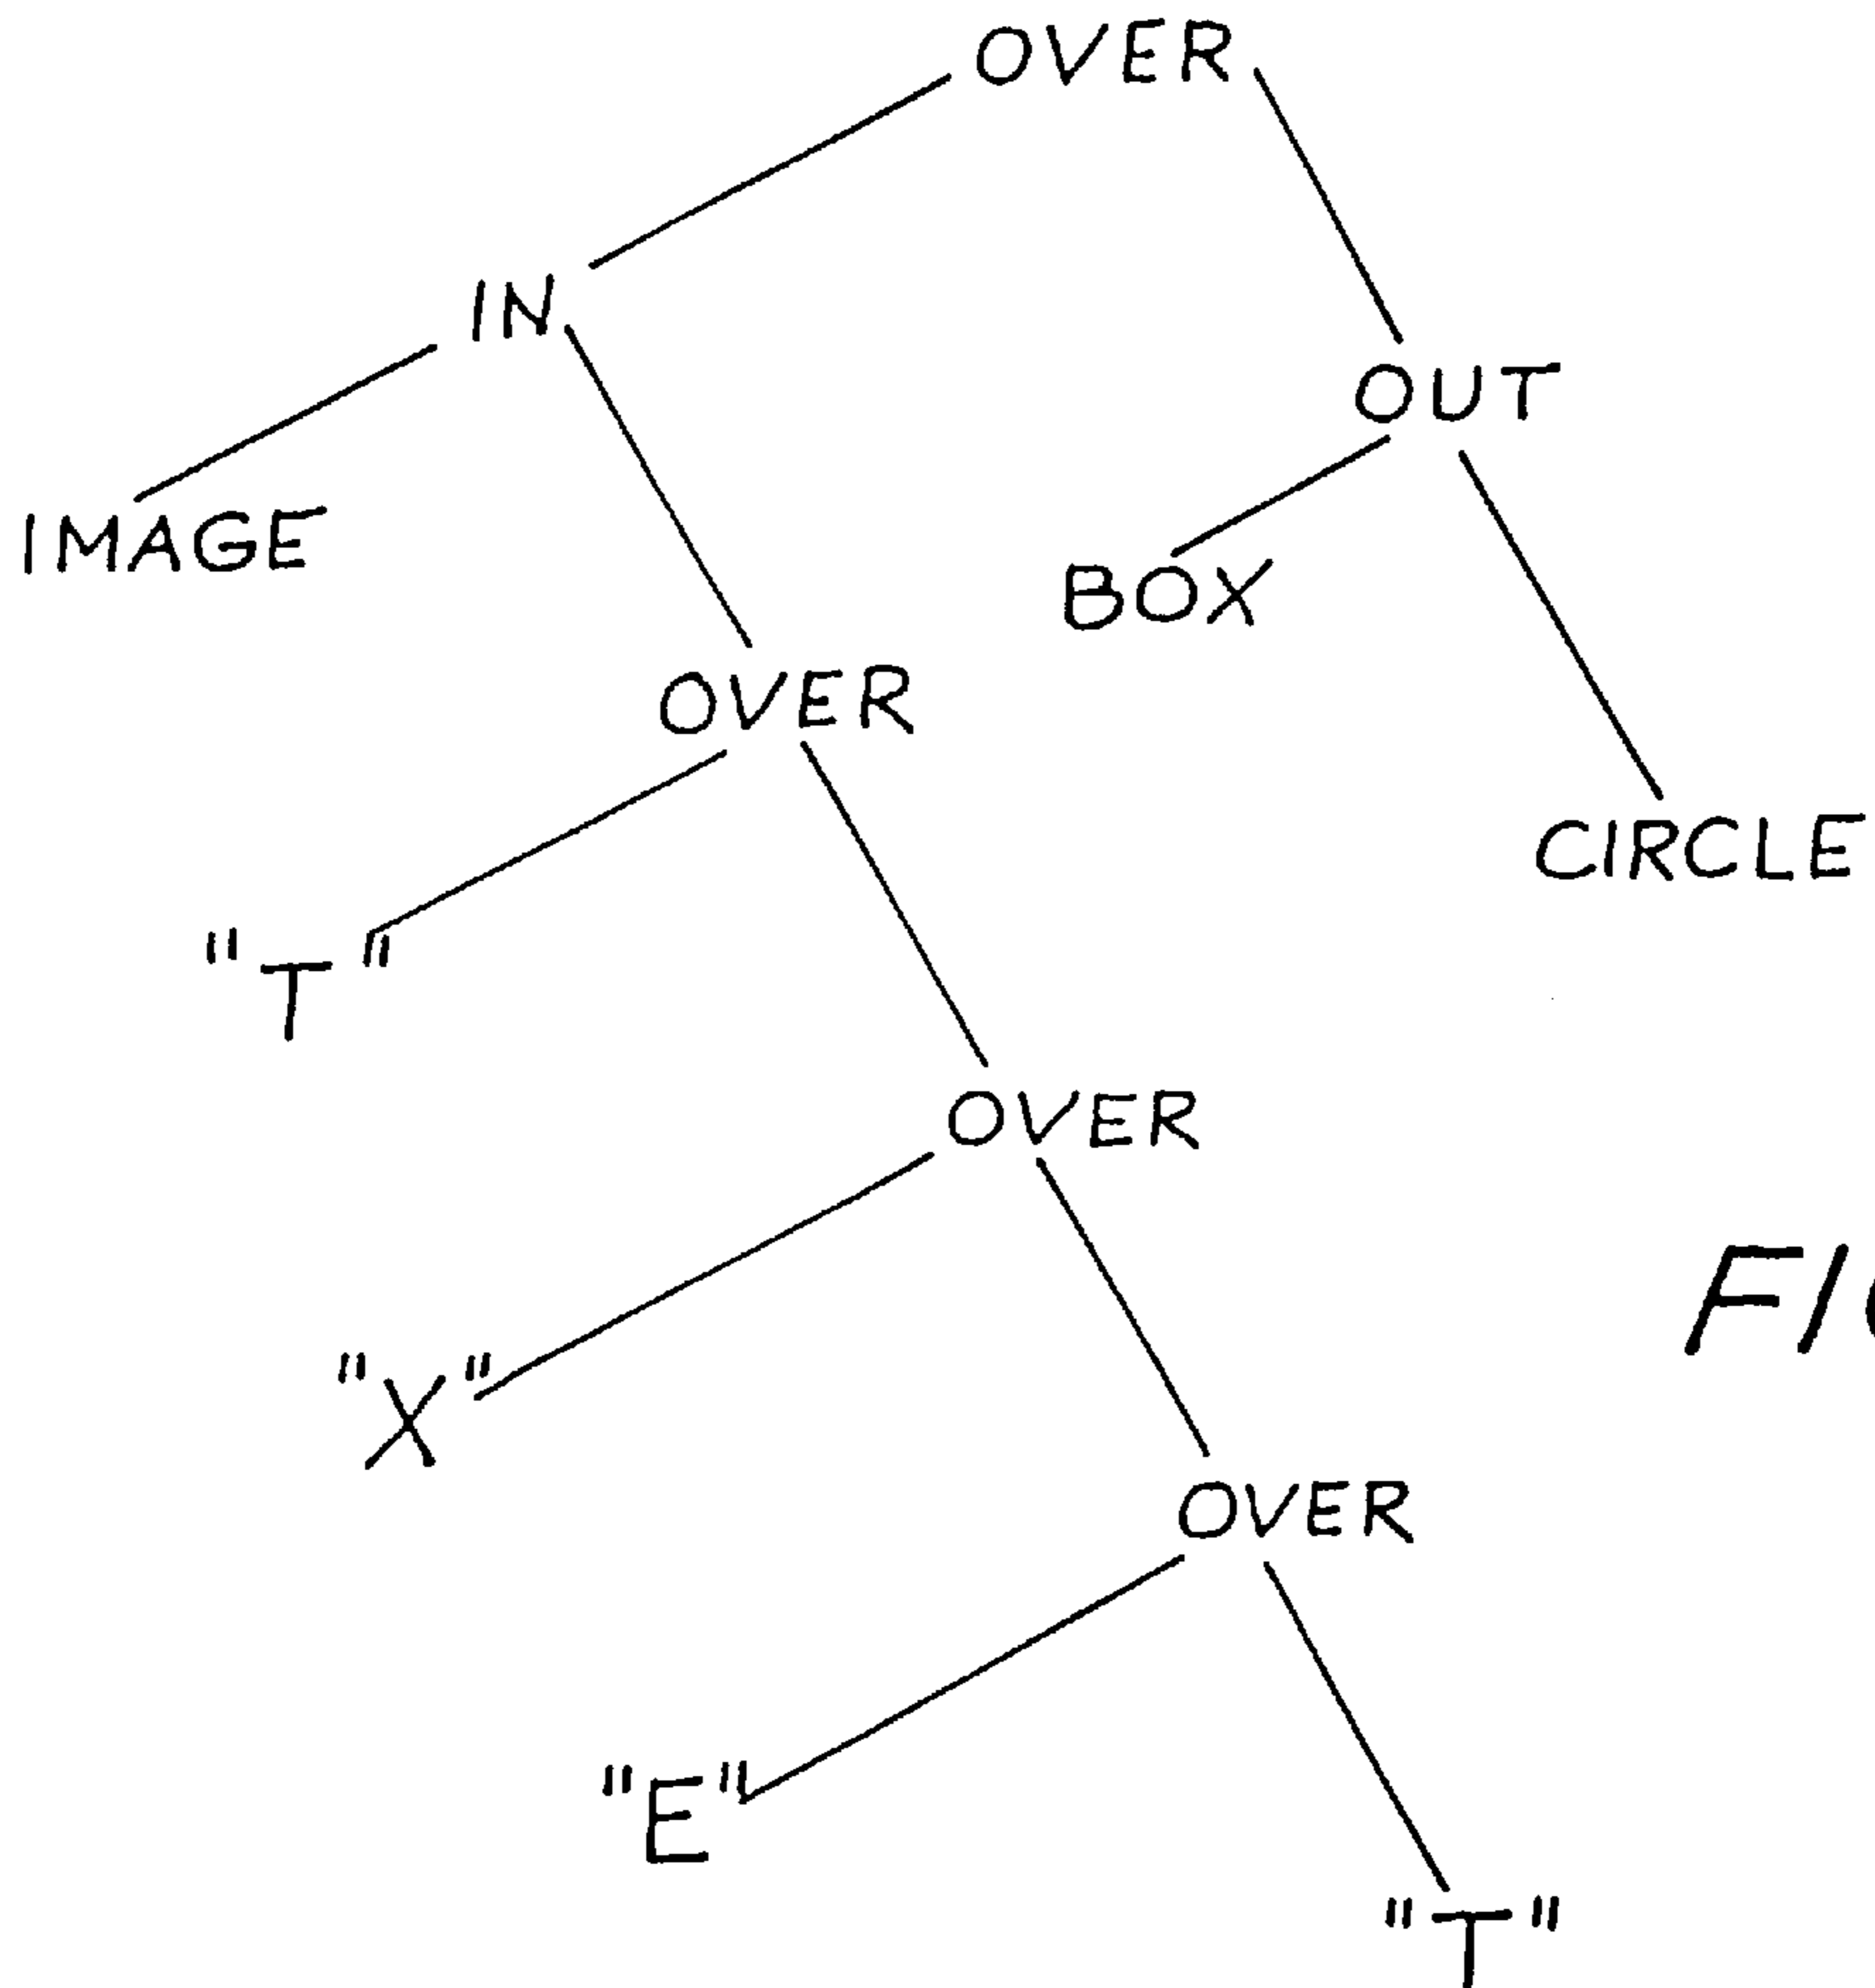 OVER
IN
OUT
IMAGE
BOX
OVER
CIRCLE
"T"
OVER
"X"
OVER
"E"
"T"